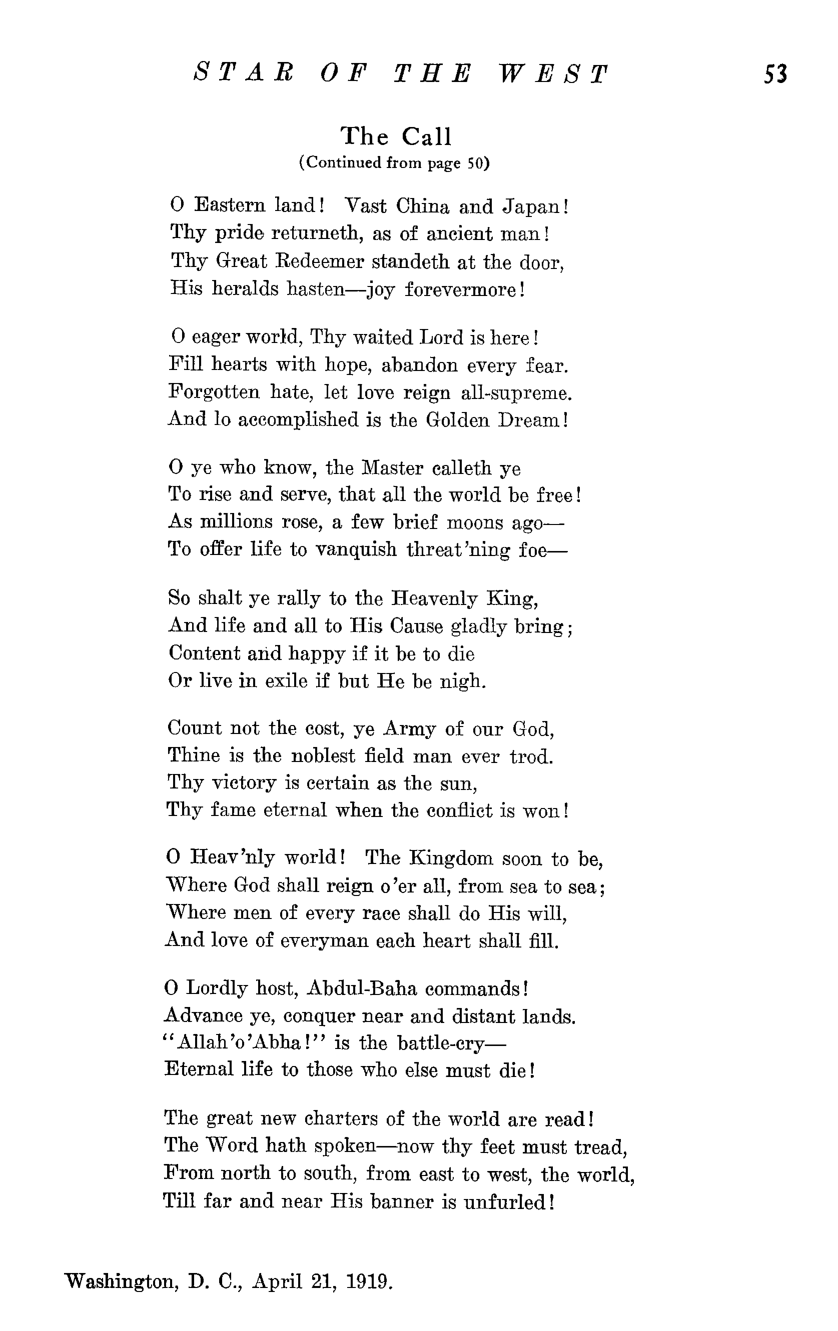 STAR OF THE WEST 53
The Call
(Continued from page 50)
O Eastern land! Vast China and Japan!
Thy pride returneth, as of ancient man!
Thy Great Redeemer standeth at the door,
His heralds hasten—joy forevermore!
O eager world, Thy waited Lord is here!
Fill hearts with hope, abandon every fear.
Forgotten hate, let love reign all-supreme.
And lo accomplished is the Golden Dream!
O ye who know, the Master calleth ye
To rise and serve, that all the world be free!
As millions rose, a few brief moons ago—
To offer life to vanquish threat'ning foe—
So shalt ye rally to the Heavenly King,
And life and all to His Cause gladly bring;
Content and happy if it be to die
Or live in exile if but He be nigh.
Count not the cost, ye Army of our God,
Thine is the noblest field man ever trod.
Thy victory is certain as the sun,
Thy fame eternal when the conflict is won!
O Heav'nly world! The Kingdom soon to be,
Where God shall reign o'er all, from sea to sea;
Where men of every race shall do His will,
And love of everyman each heart shall fill.
O Lordly host, Abdul-Baha commands!
Advance ye, conquer near and distant lands.
"Allah'o'Abha!" is the battle-cry—
Eternal life to those who else must die!
The great new charters of the world are read!
The Word hath spoken—now thy feet must tread,
From north to south, from east to west, the world,
Till far and near His banner is unfurled!
Washington, D. C., April 21, 1919.